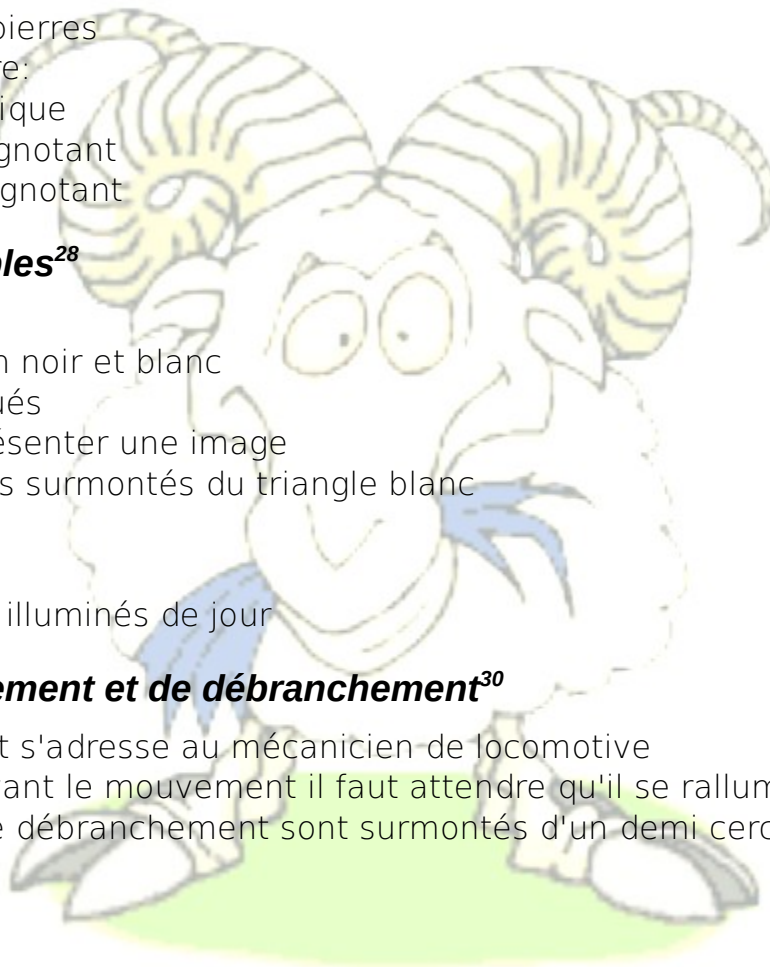 pierres
re:
ique
gnotant
gnotant
bles28
n noir et blanc
ués
ésenter une image
s surmontés du triangle blanc
illuminés de jour
ement et de débranchement30
t s'adresse au mécanicien de locomotive
ant le mouvement il faut attendre qu'il se rallum
e débranchement sont surmontés d'un demi cerc